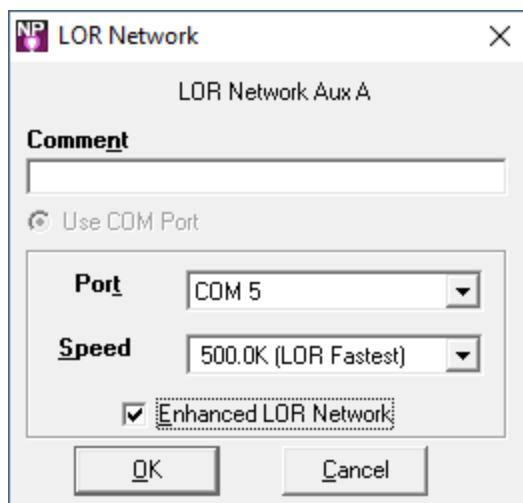 NP LOR Network
LOR Network Aux A
Comment
Use COM Port
Port COM 5
Speed 500.0K (LOR Fastest)
Enhanced LOR Network
OK Cancel